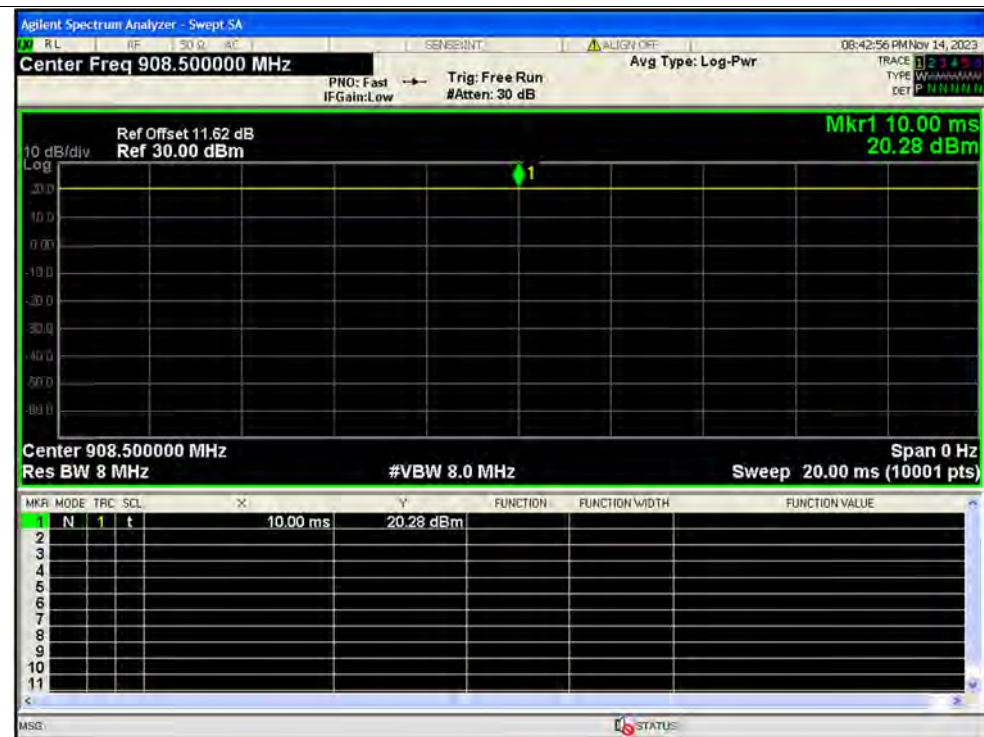 Agilent Spectrum Analyzer - Swept SA
RL RF 50 Ω AC SENSE:INT ALIGN OFF 08:42:56 PM Nov 14, 2023
Center Freq 908.500000 MHz Avg Type: Log-Pwr TRACE 1 2 3 4 5 6
PNO: Fast Trig: Free Run TYPE
IFGain:Low #Atten: 30 dB DET P N N N N N
Mkr1 10.00 ms
Ref Offset 11.62 dB
10 dB/div Ref 30.00 dBm 20.28 dBm
Log
1
20.0
10.0
0.00
-10.0
-20.0
-30.0
-40.0
-50.0
-60.0
Center 908.500000 MHz Span 0 Hz
Res BW 8 MHz #VBW 8.0 MHz Sweep 20.00 ms (10001 pts)
MKR MODE TRC SCL X Y FUNCTION FUNCTION WIDTH FUNCTION VALUE
1 N 1 t 10.00 ms 20.28 dBm
2
3
4
5
6
7
8
9
10
11
MSG STATUS